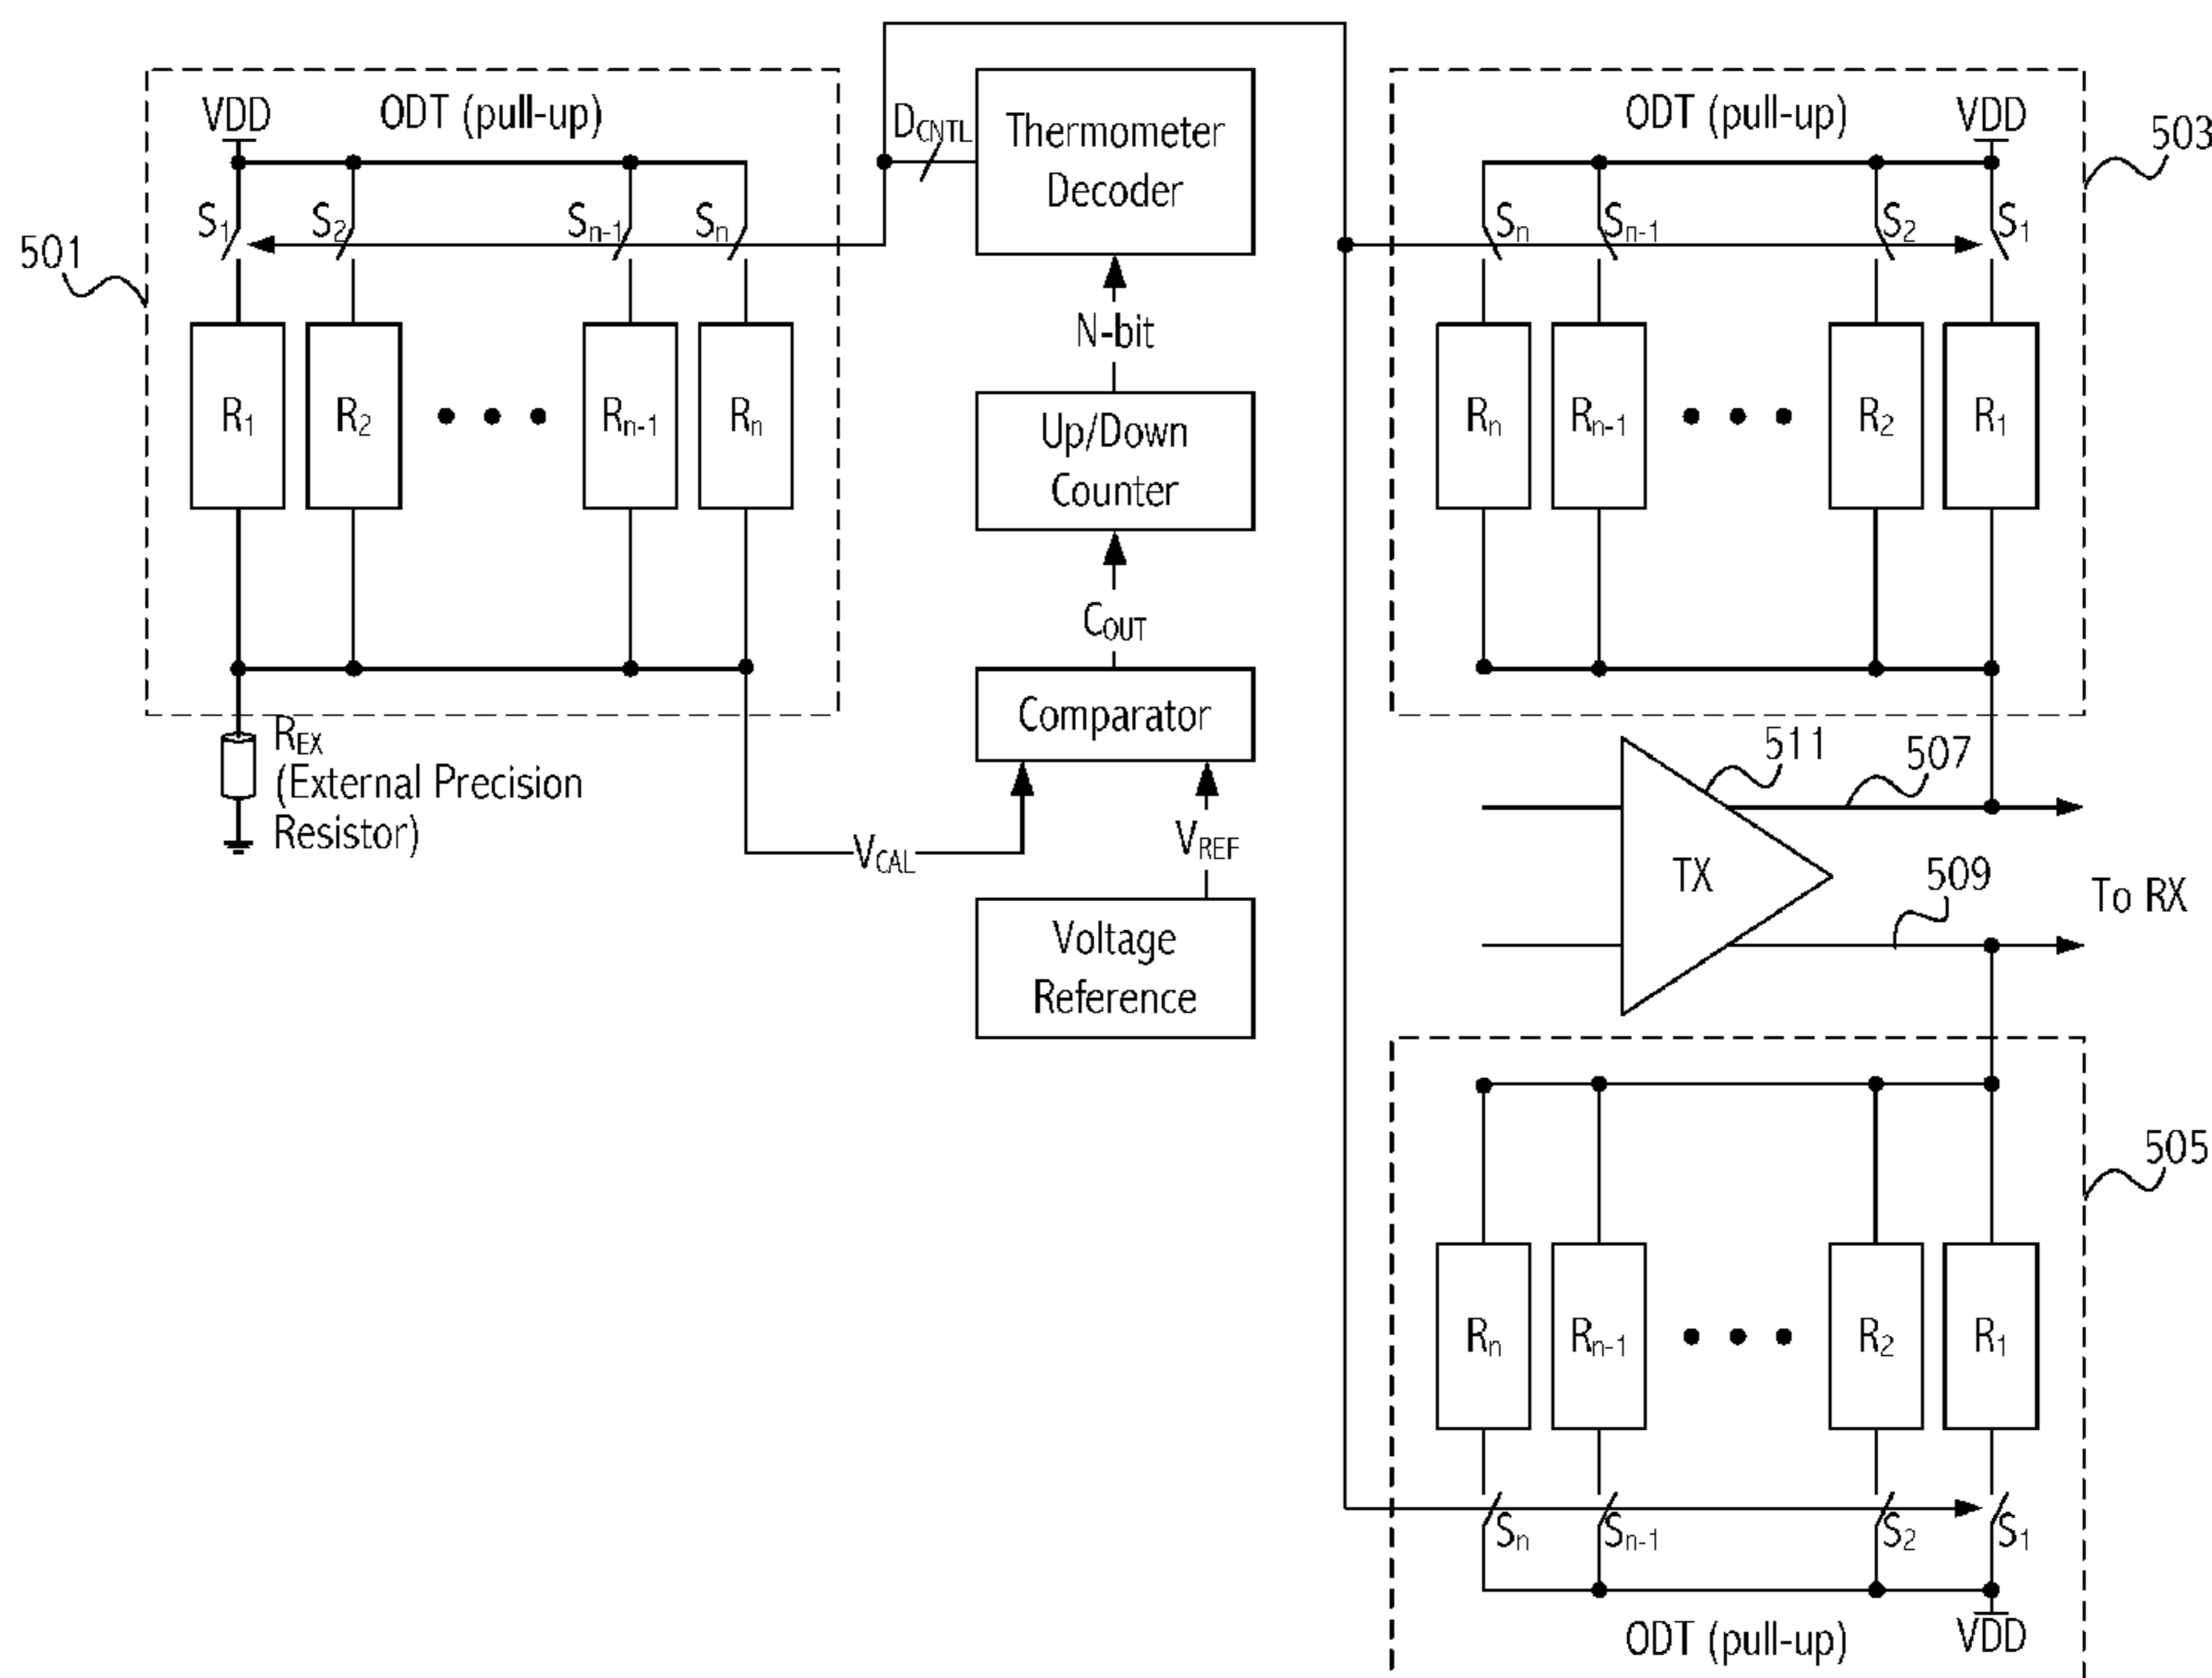 501
VDD
ODT (pull-up)
S1
S2
Sn-1
Sn
R1
R2
Rn-1
Rn
REX
(External Precision
Resistor)
DCNTL
Thermometer
Decoder
N-bit
Up/Down
Counter
COUT
Comparator
VCAL
VREF
Voltage
Reference
ODT (pull-up)
VDD
503
Sn
Sn-1
S2
S1
Rn
Rn-1
R2
R1
511
507
TX
509
To RX
505
Rn
Rn-1
R2
R1
Sn
Sn-1
S2
S1
ODT (pull-up)
VDD